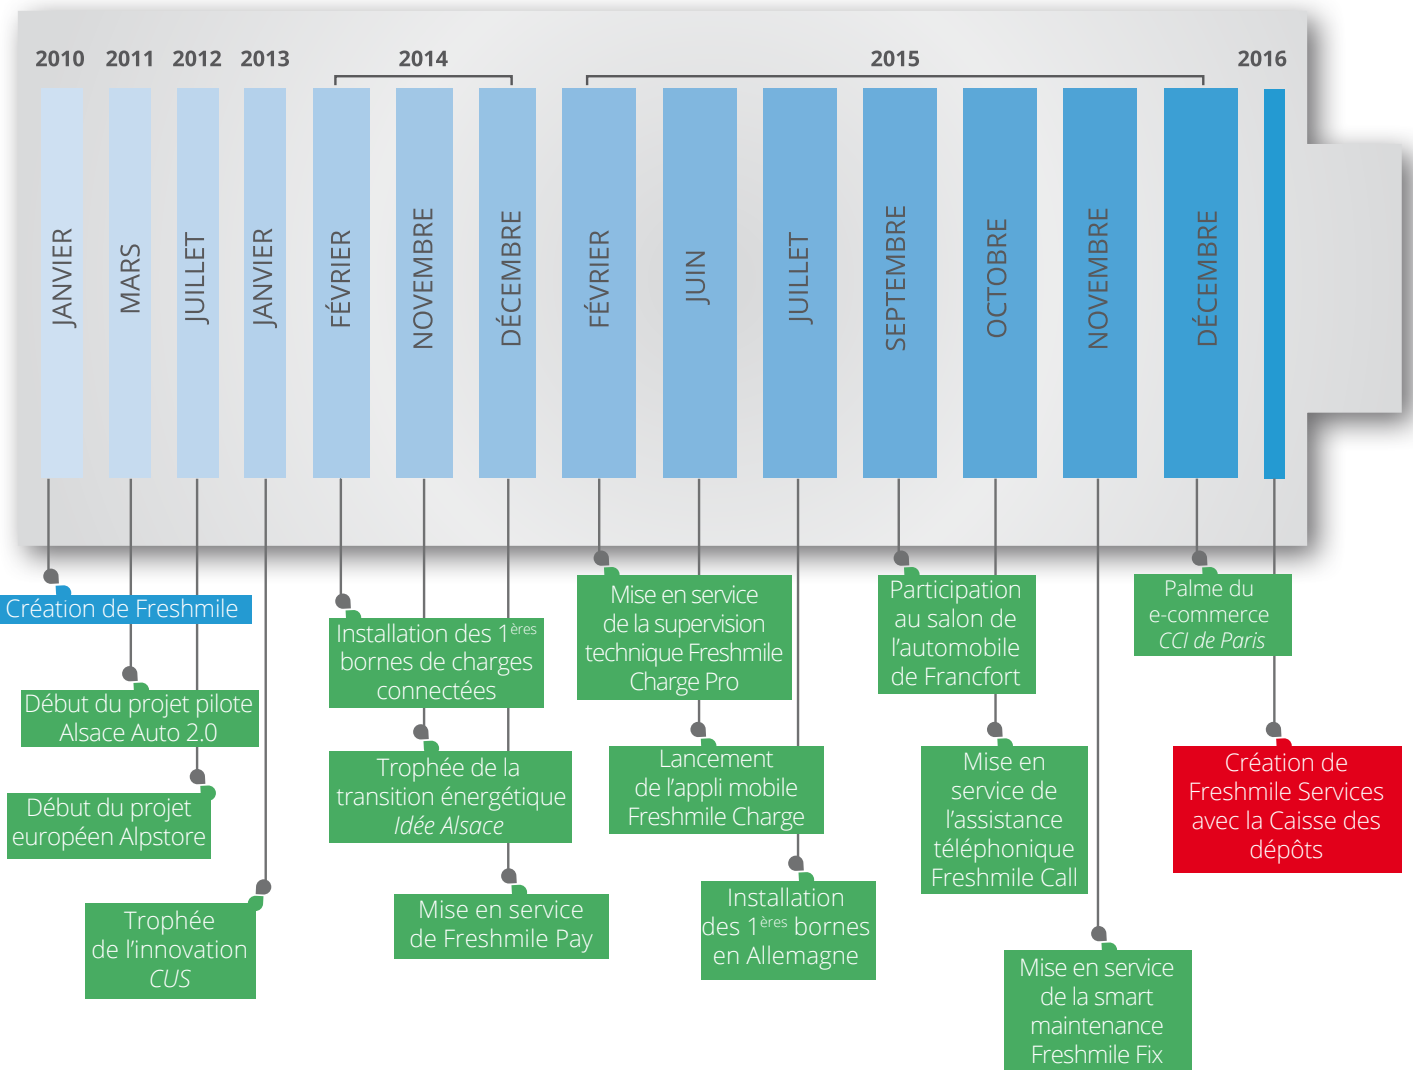 2010
2011
2012
2013
2014
2015
2016
JANVIER
MARS
JUILLET
JANVIER
FÉVRIER
NOVEMBRE
DÉCEMBRE
FÉVRIER
JUIN
JUILLET
SEPTEMBRE
OCTOBRE
NOVEMBRE
DÉCEMBRE
Création de Freshmile
Début du projet pilote
Alsace Auto 2.0
Début du projet
européen Alpstore
Trophée
de l’innovation
CUS
Installation des 1ères
bornes de charges
connectées
Trophée de la
transition énergétique
Idée Alsace
Mise en service
de Freshmile Pay
Mise en service
de la supervision
technique Freshmile
Charge Pro
Lancement
de l’appli mobile
Freshmile Charge
Installation
des 1ères bornes
en Allemagne
Participation
au salon de
l’automobile
de Francfort
Mise en
service de
l’assistance
téléphonique
Freshmile Call
Mise en service
de la smart
maintenance
Freshmile Fix
Palme du
e-commerce
CCI de Paris
Création de
Freshmile Services
avec la Caisse des
dépôts